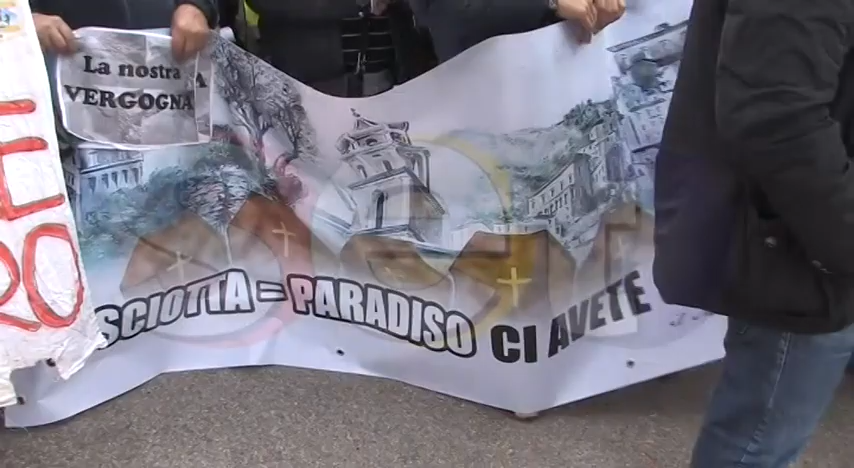 La nostra
VERGOGNA
SCIOTTA = PARADISO CI AVETE